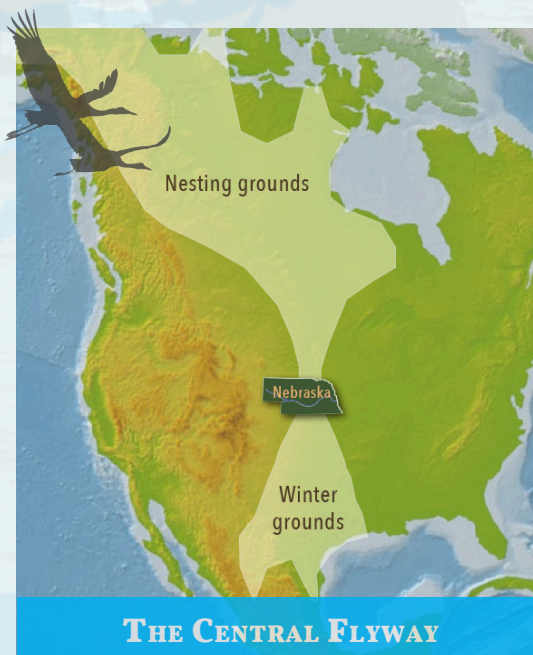 Nesting grounds
Nebraska
Winter
grounds
THE CENTRAL FLYWAY